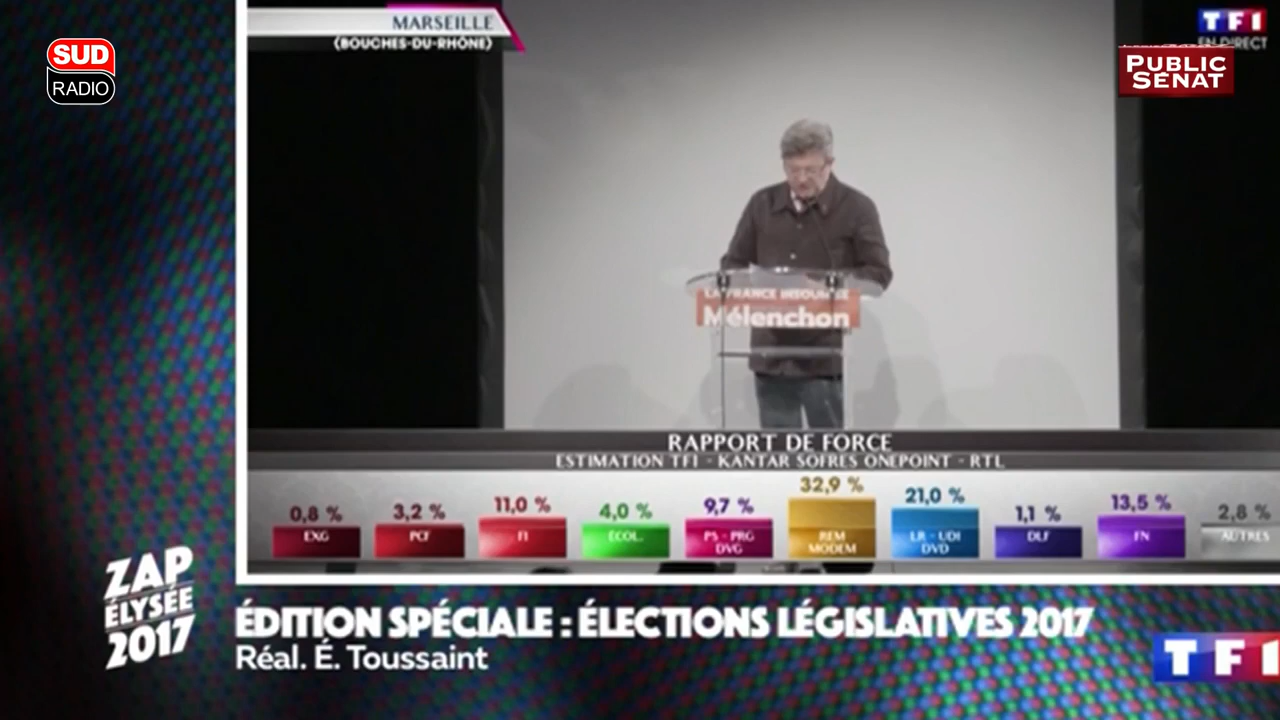 SUD
RADIO
MARSEILLE
(BOUCHES-DU-RHÔNE)
TF1
EN DIRECT
PUBLIC
SÉNAT
LA FRANCE INSOUMISE
Mélenchon
RAPPORT DE FORCE
ESTIMATION TF1 - KANTAR SOFRES ONEPOINT - RTL
0,8 % 3,2 % 11,0 % 4,0 % 9,7 % 32,9 % 21,0 % 1,1 % 13,5 % 2,8 %
EXG PCF FI ÉCOL. PS - PRG REM LR - UDI DLF FN AUTRES
DVG MODEM DVD
ZAP
ÉLYSÉE
2017
ÉDITION SPÉCIALE : ÉLECTIONS LÉGISLATIVES 2017
Réal. É. Toussaint
TF1